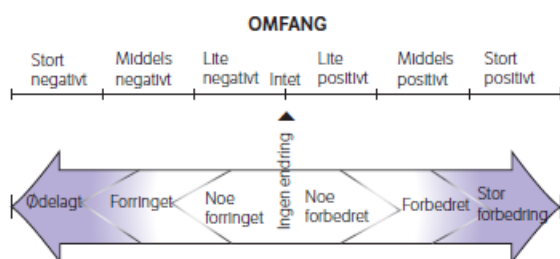 OMFANG
Stort Middels Lite Lite Middels Stort
negativt negativt negativt Intet positivt positivt positivt
Ingen endring
Ødelagt Forringet Noe Noe Forbedret Stor
forringet forbedret forbedring